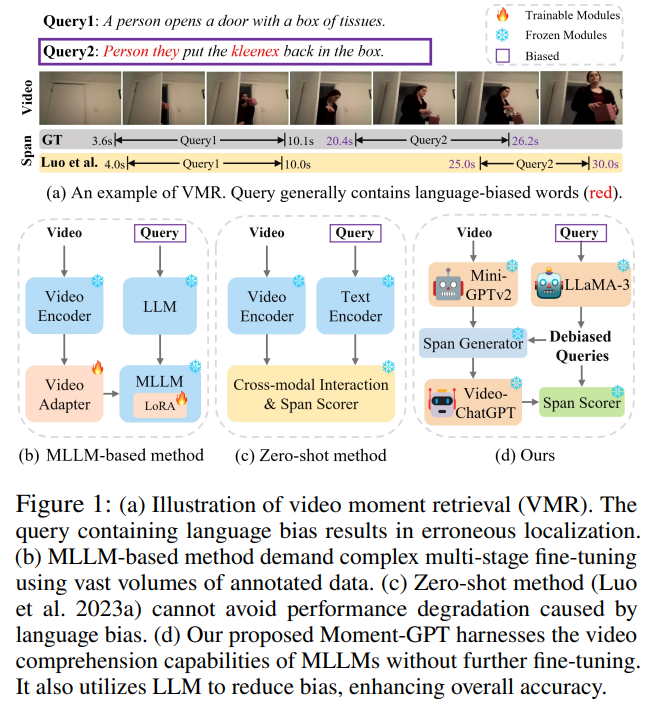 Query1: A person opens a door with a box of tissues.
Query2: Person they put the kleenex back in the box.
Trainable Modules
Frozen Modules
Biased
Video
Span
GT 3.6s Query1 10.1s 20.4s Query2 26.2s
Luo et al. 4.0s Query1 10.0s 25.0s Query2 30.0s
(a) An example of VMR. Query generally contains language-biased words (red).
Video Query
Video Encoder
LLM
Video Adapter
MLLM
LoRA
(b) MLLM-based method
Video Query
Video Encoder
Text Encoder
Cross-modal Interaction
& Span Scorer
(c) Zero-shot method
Video Query
Mini-
GPTv2
LLaMA-3
Span Generator
Debiased
Queries
Video-
ChatGPT
Span Scorer
(d) Ours
Figure 1: (a) Illustration of video moment retrieval (VMR). The
query containing language bias results in erroneous localization.
(b) MLLM-based method demand complex multi-stage fine-tuning
using vast volumes of annotated data. (c) Zero-shot method (Luo
et al. 2023a) cannot avoid performance degradation caused by
language bias. (d) Our proposed Moment-GPT harnesses the video
comprehension capabilities of MLLMs without further fine-tuning.
It also utilizes LLM to reduce bias, enhancing overall accuracy.